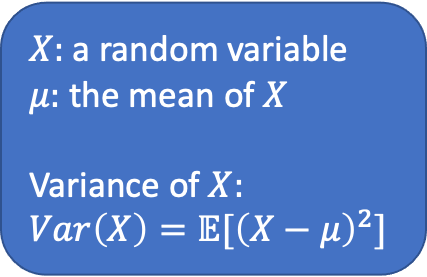 X: a random variable
μ: the mean of X
Variance of X:
Var(X) = 𝔼[(X − μ)²]